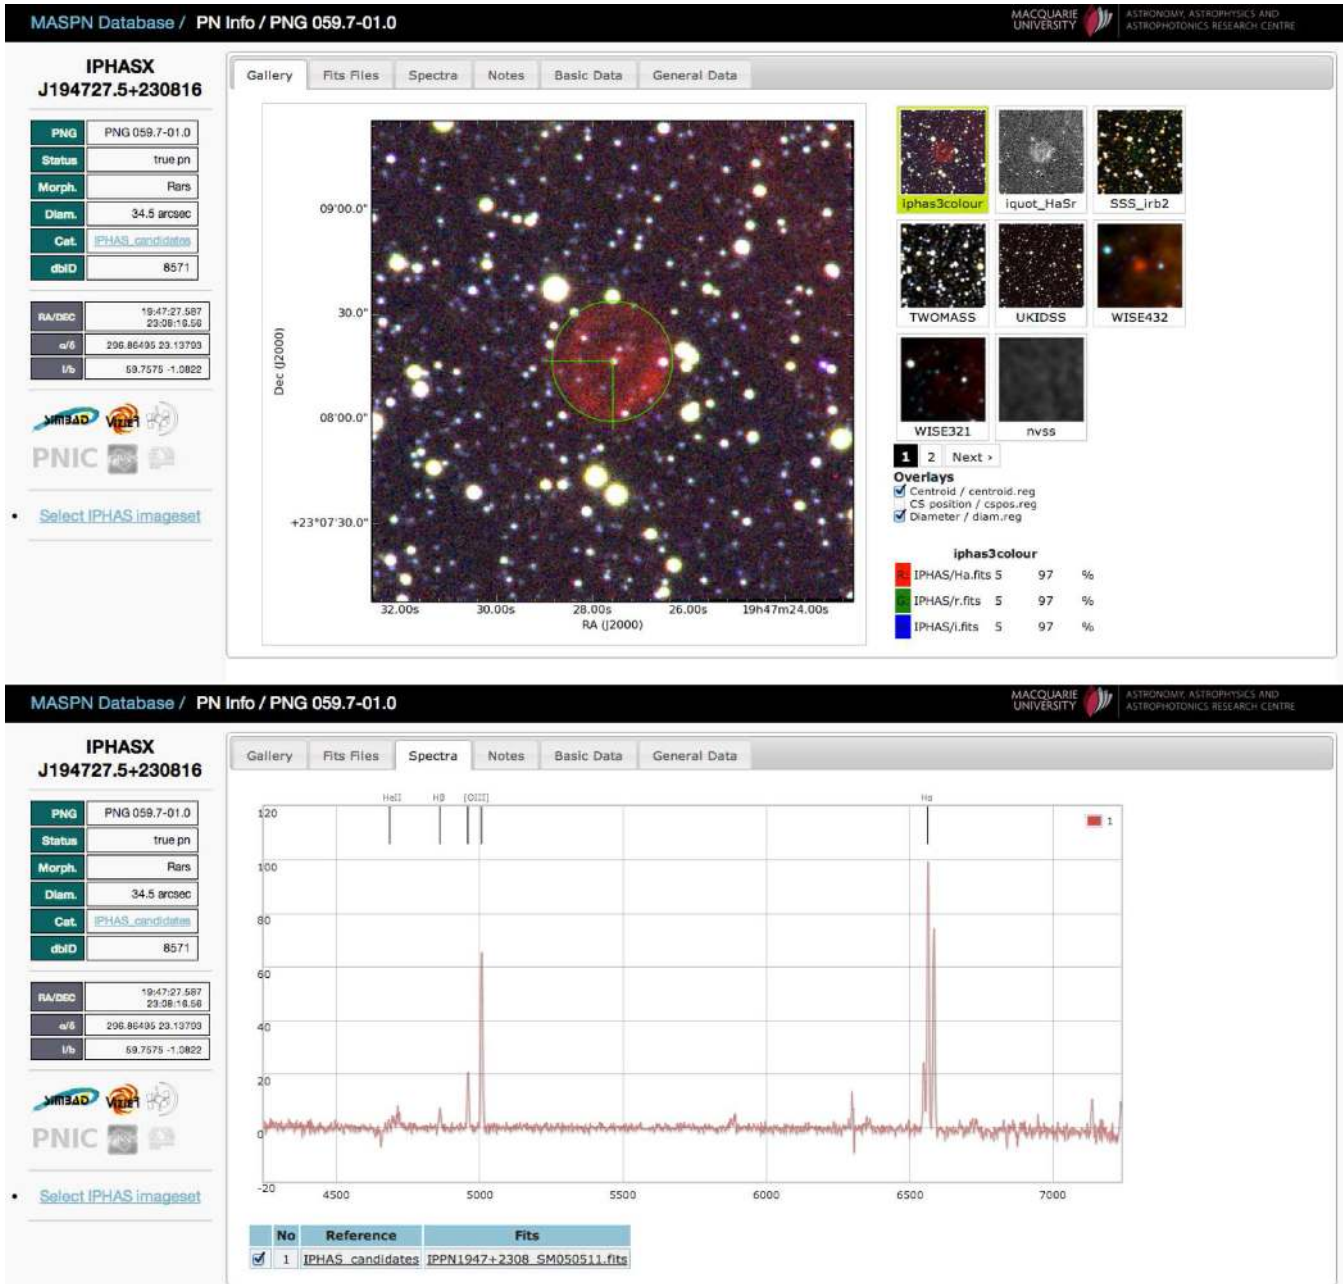 MASPN Database / PN Info / PNG 059.7-01.0
MACQUARIE UNIVERSITY
ASTRONOMY, ASTROPHYSICS AND
ASTROPHOTONICS RESEARCH CENTRE
IPHASX
J194727.5+230816
PNG PNG 059.7-01.0
Status true pn
Morph. Rars
Diam. 34.5 arcsec
Cat. IPHAS_candidates
dbID 8571
RA/DEC 19:47:27.587
23:08:16.56
α/δ 296.86495 23.13793
l/b 59.7575 -1.0822
SIMBAD VizieR
PNIC
Select IPHAS imageset
Gallery Fits Files Spectra Notes Basic Data General Data
09'00.0"
30.0"
08'00.0"
+23°07'30.0"
Dec (J2000)
32.00s 30.00s 28.00s 26.00s 19h47m24.00s
RA (J2000)
iphas3colour iquot_HaSr SSS_irb2
TWOMASS UKIDSS WISE432
WISE321 nvss
1 2 Next ›
Overlays
Centroid / centroid.reg
CS position / cspos.reg
Diameter / diam.reg
iphas3colour
R: IPHAS/Ha.fits 5 97 %
IPHAS/r.fits 5 97 %
IPHAS/i.fits 5 97 %
MASPN Database / PN Info / PNG 059.7-01.0
MACQUARIE UNIVERSITY
ASTRONOMY, ASTROPHYSICS AND
ASTROPHOTONICS RESEARCH CENTRE
IPHASX
J194727.5+230816
PNG PNG 059.7-01.0
Status true pn
Morph. Rars
Diam. 34.5 arcsec
Cat. IPHAS_candidates
dbID 8571
RA/DEC 19:47:27.587
23:08:16.56
α/δ 296.86495 23.13793
l/b 59.7575 -1.0822
SIMBAD VizieR
PNIC
Select IPHAS imageset
Gallery Fits Files Spectra Notes Basic Data General Data
HeII Hβ [OIII] Hα
1
120
100
80
60
40
20
0
-20
4500 5000 5500 6000 6500 7000
No Reference Fits
1 IPHAS_candidates IPPN1947+2308_SM050511.fits